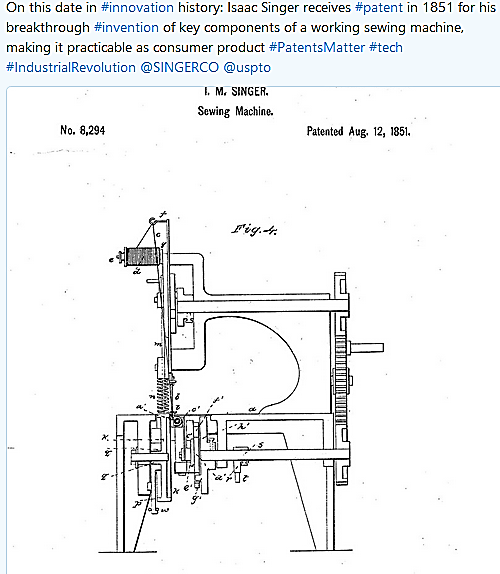 On this date in #innovation history: Isaac Singer receives #patent in 1851 for his
breakthrough #invention of key components of a working sewing machine,
making it practicable as consumer product #PatentsMatter #tech
#IndustrialRevolution @SINGERCO @uspto
I. M. SINGER.
Sewing Machine.
No. 8,294
Patented Aug. 12, 1851.
Fig. 4.